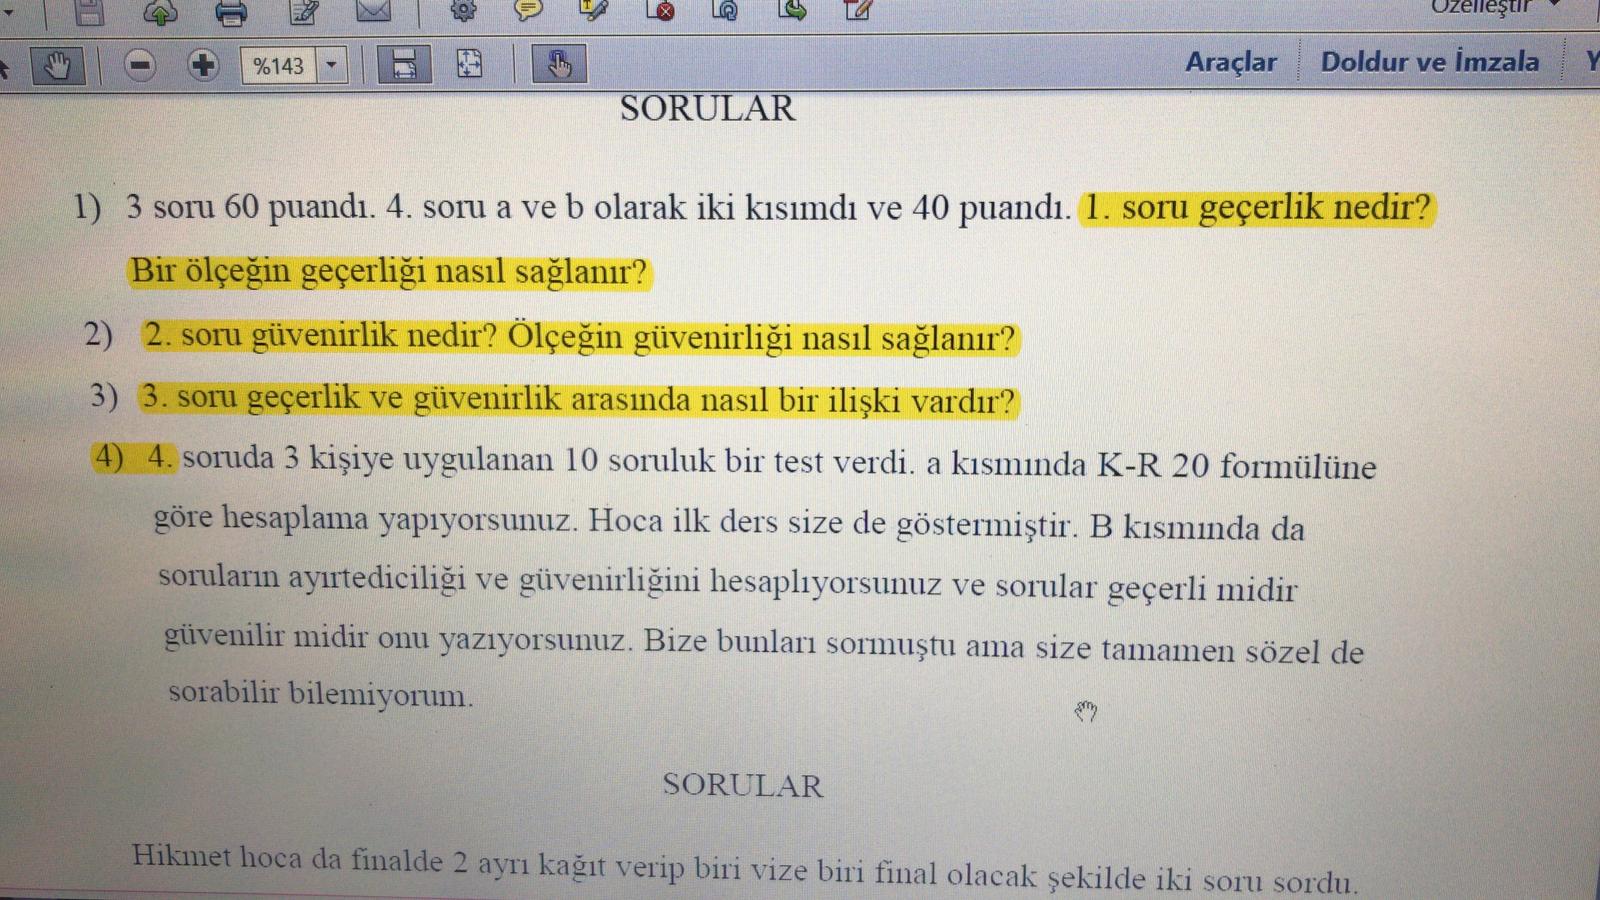 Özelleştir
%143
Araçlar
Doldur ve İmzala
Y
SORULAR
1) 3 soru 60 puandı. 4. soru a ve b olarak iki kısımdı ve 40 puandı. 1. soru geçerlik nedir?
Bir ölçeğin geçerliği nasıl sağlanır?
2) 2. soru güvenirlik nedir? Ölçeğin güvenirliği nasıl sağlanır?
3) 3. soru geçerlik ve güvenirlik arasında nasıl bir ilişki vardır?
4) 4. soruda 3 kişiye uygulanan 10 soruluk bir test verdi. a kısmında K-R 20 formülüne
göre hesaplama yapıyorsunuz. Hoca ilk ders size de göstermiştir. B kısmında da
soruların ayırtediciliği ve güvenirliğini hesaplıyorsunuz ve sorular geçerli midir
güvenilir midir onu yazıyorsunuz. Bize bunları sormuştu ama size tamamen sözel de
sorabilir bilemiyorum.
SORULAR
Hikmet hoca da finalde 2 ayrı kağıt verip biri vize biri final olacak şekilde iki soru sordu.